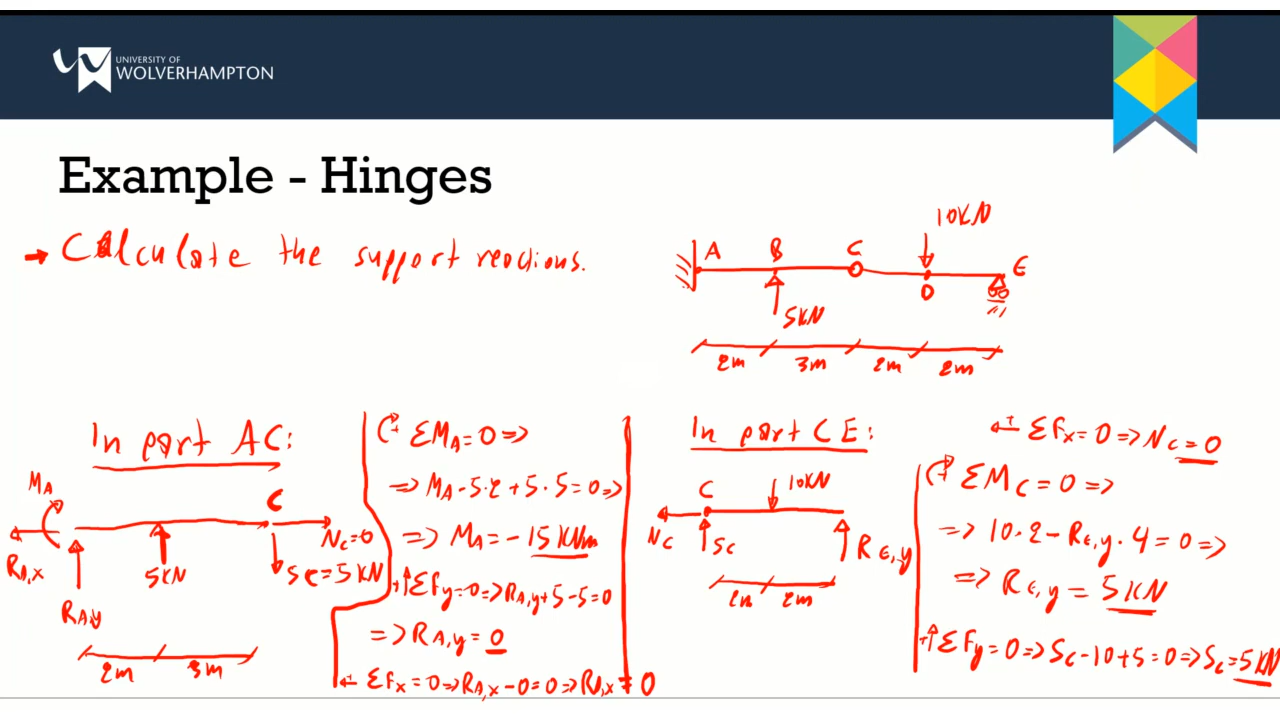 UNIVERSITY OF
WOLVERHAMPTON
Example - Hinges
→ Calculate the support reactions.
10KN
A B C D E
5KN
2m 3m 2m 2m
In part AC:
MA
C
RA,x
RA,y
5KN
NC=0
SC=5KN
2m 3m
ΣMA=0 =>
=> MA-5·2+5·5=0 =>
=> MA=-15KNm
+↑ΣFy=0=>RA,y+5-5=0
=> RA,y=0
ΣFx=0=>RA,x-0=0=>RA,x=0
In part CE:
C
10KN
NC
SC
RE,y
2m 2m
←+ ΣFx=0=>NC=0
+ ΣMC=0=>
=> 10·2-RE,y·4=0=>
=> RE,y=5KN
+↑ΣFy=0=>SC-10+5=0=>SC=5KN